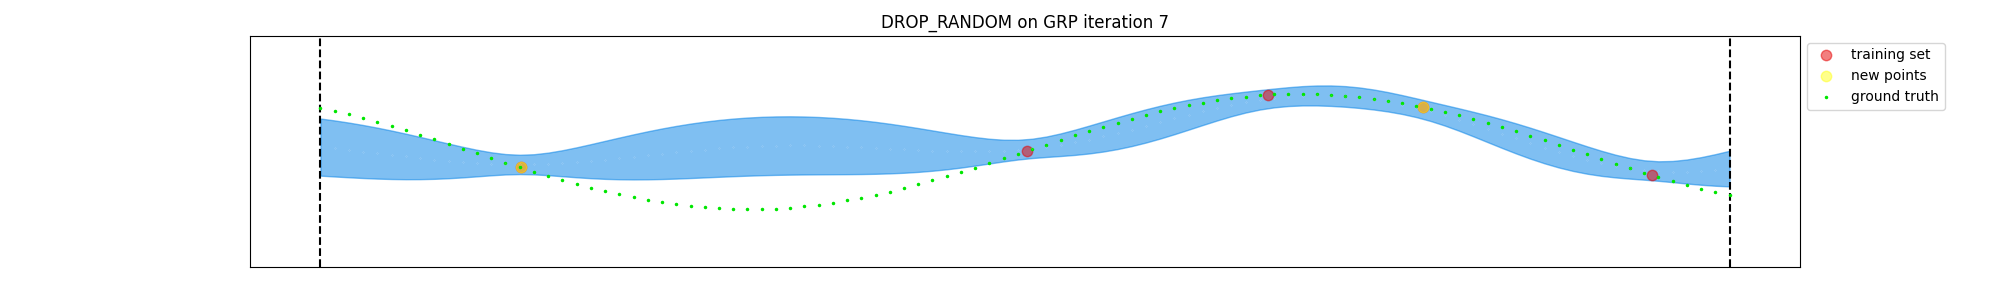 DROP_RANDOM on GRP iteration 7
training set
new points
ground truth